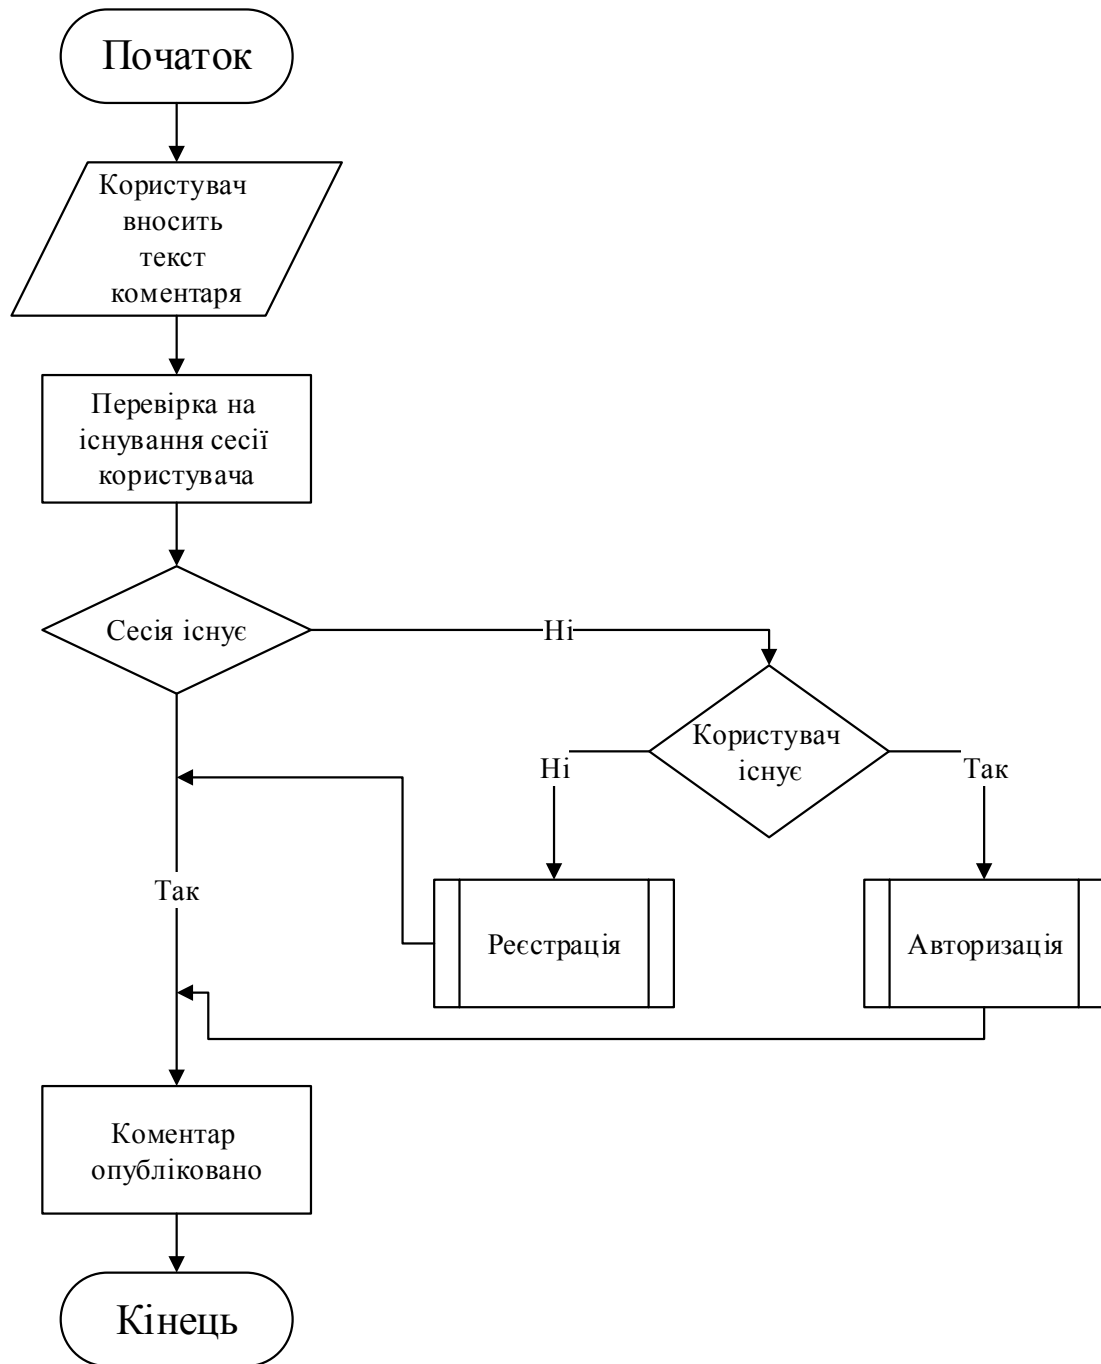 Початок
Користувач
вносить
текст
коментаря
Перевірка на
існування сесії
користувача
Сесія існує
Ні
Користувач
існує
Ні
Так
Так
Реєстрація
Авторизація
Коментар
опубліковано
Кінець